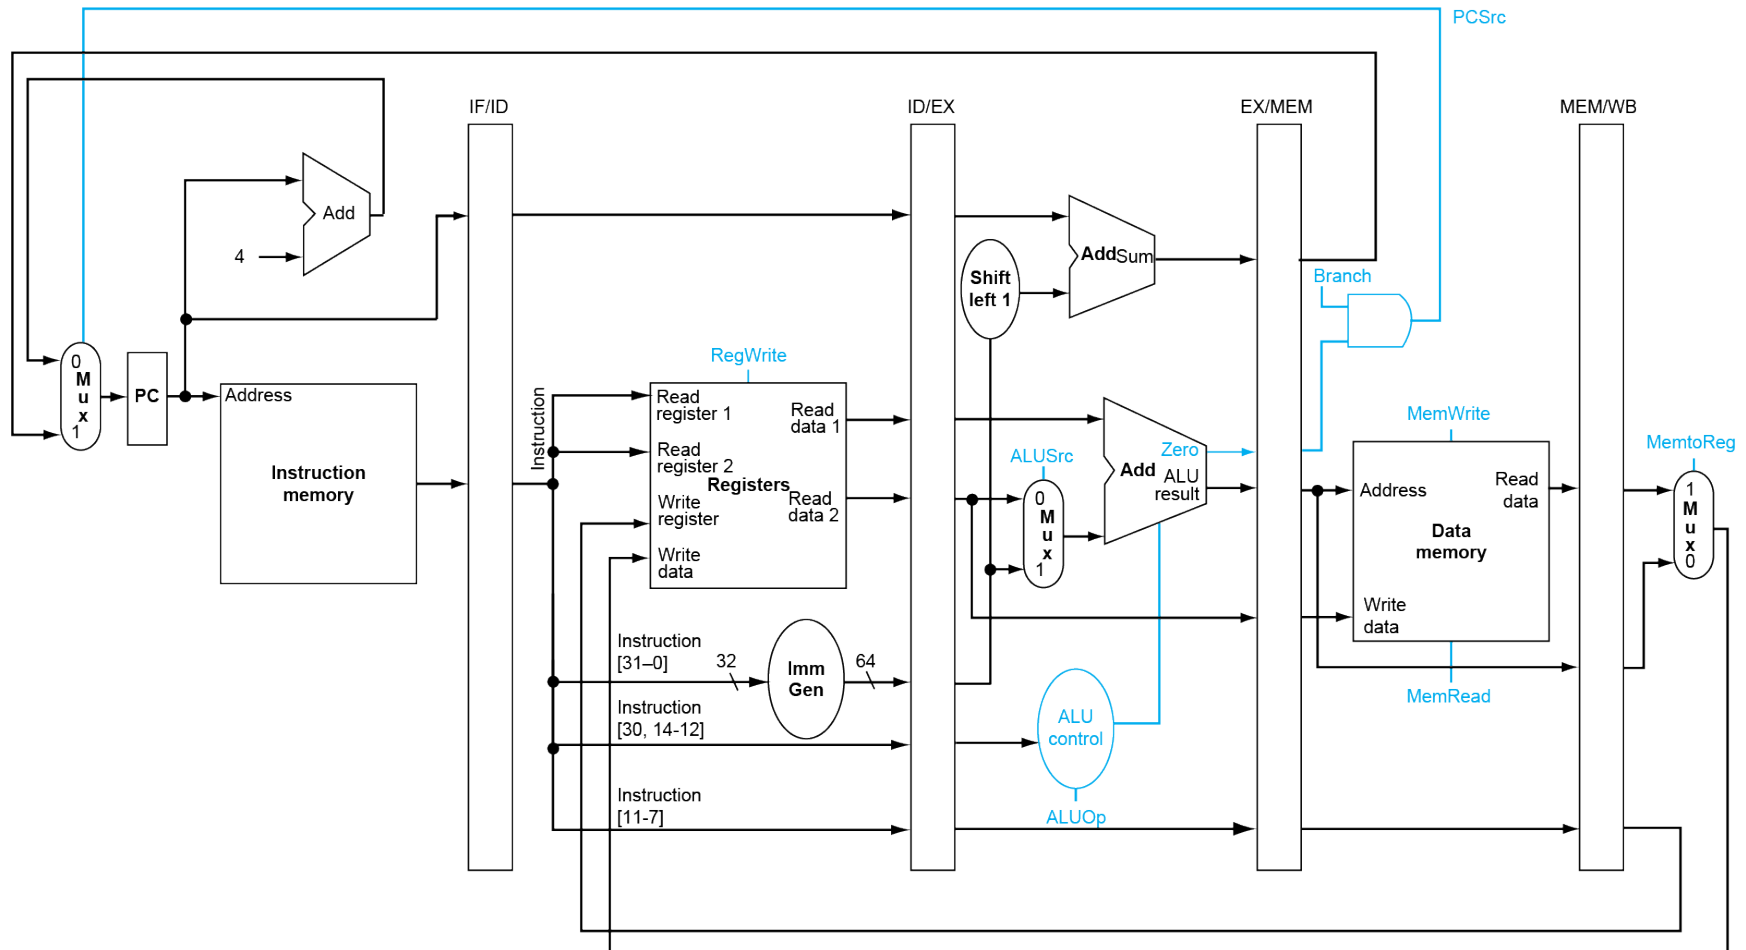 PCSrc
IF/ID
ID/EX
EX/MEM
MEM/WB
Add
4
Add Sum
Shift
left 1
Branch
0
M
u
x
1
PC
Address
Instruction
memory
Instruction
RegWrite
Read
register 1
Read
register 2
Write
register
Write
data
Registers
Read
data 1
Read
data 2
ALUSrc
0
M
u
x
1
Zero
Add
ALU
result
MemWrite
Address
Read
data
Data
memory
Write
data
MemRead
MemtoReg
1
M
u
x
0
Instruction
[31–0]
32
Imm
Gen
64
Instruction
[30, 14-12]
ALU
control
ALUOp
Instruction
[11-7]